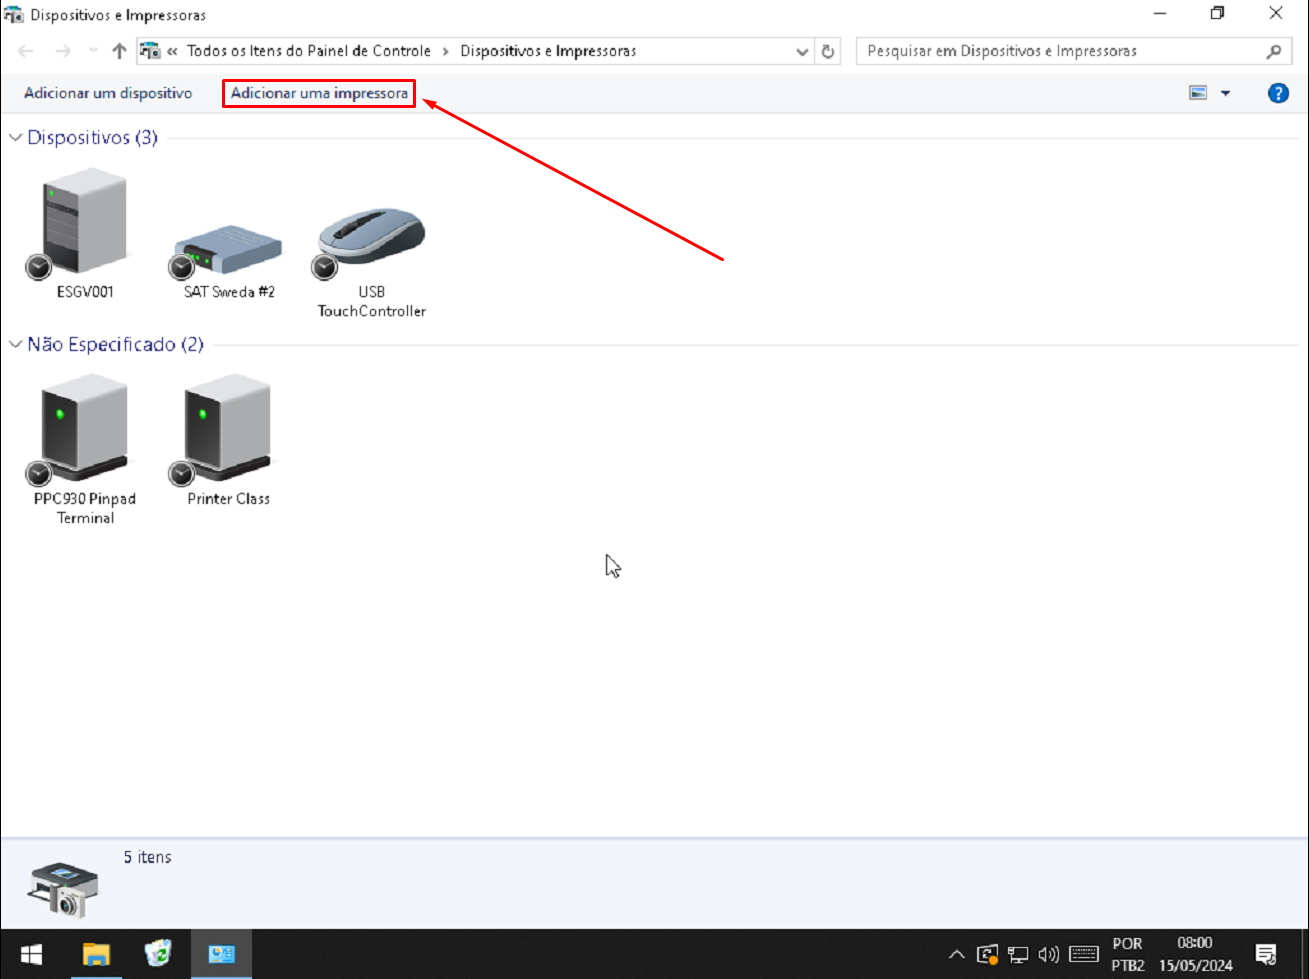 Dispositivos e Impressoras
« Todos os Itens do Painel de Controle > Dispositivos e Impressoras
Pesquisar em Dispositivos e Impressoras
Adicionar um dispositivo Adicionar uma impressora
?
Dispositivos (3)
ESGV001
SAT Sweda #2
USB
TouchController
Não Especificado (2)
PPC930 Pinpad
Terminal
Printer Class
5 itens
POR
PTB2
08:00
15/05/2024